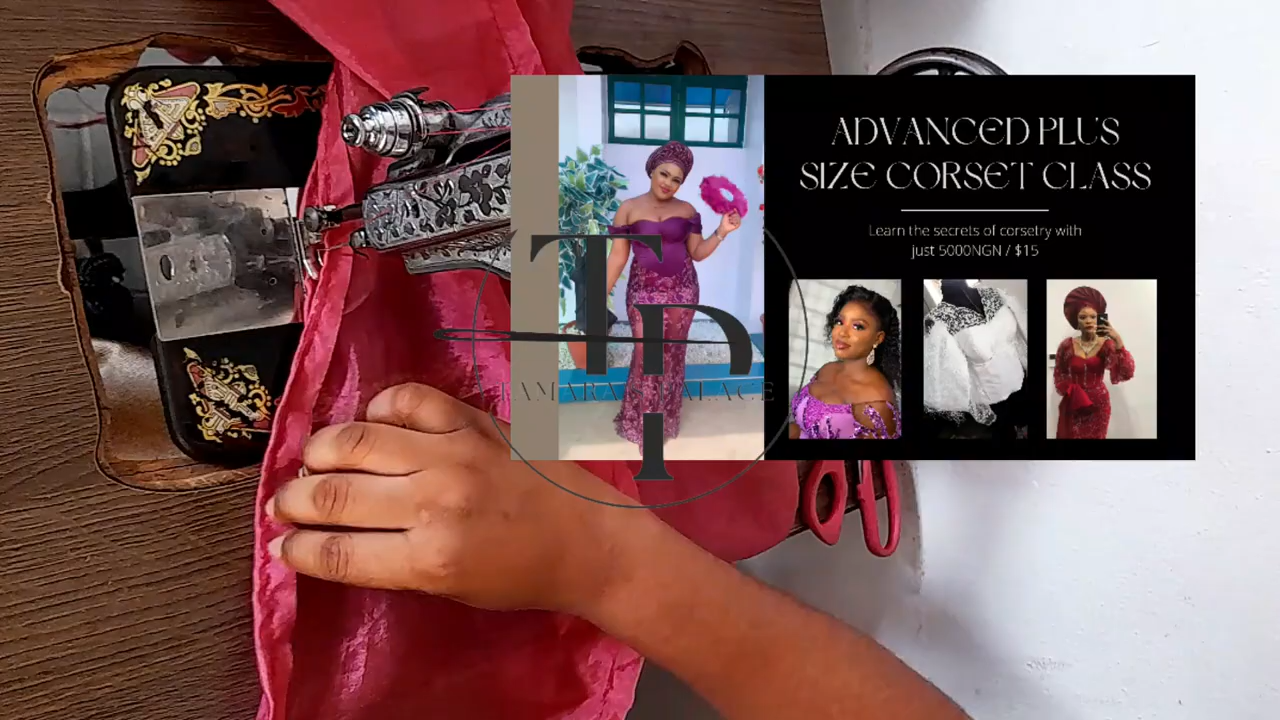 ADVANCED PLUS
SIZE CORSET CLASS
Learn the secrets of corsetry with
just 5000NGN / $15